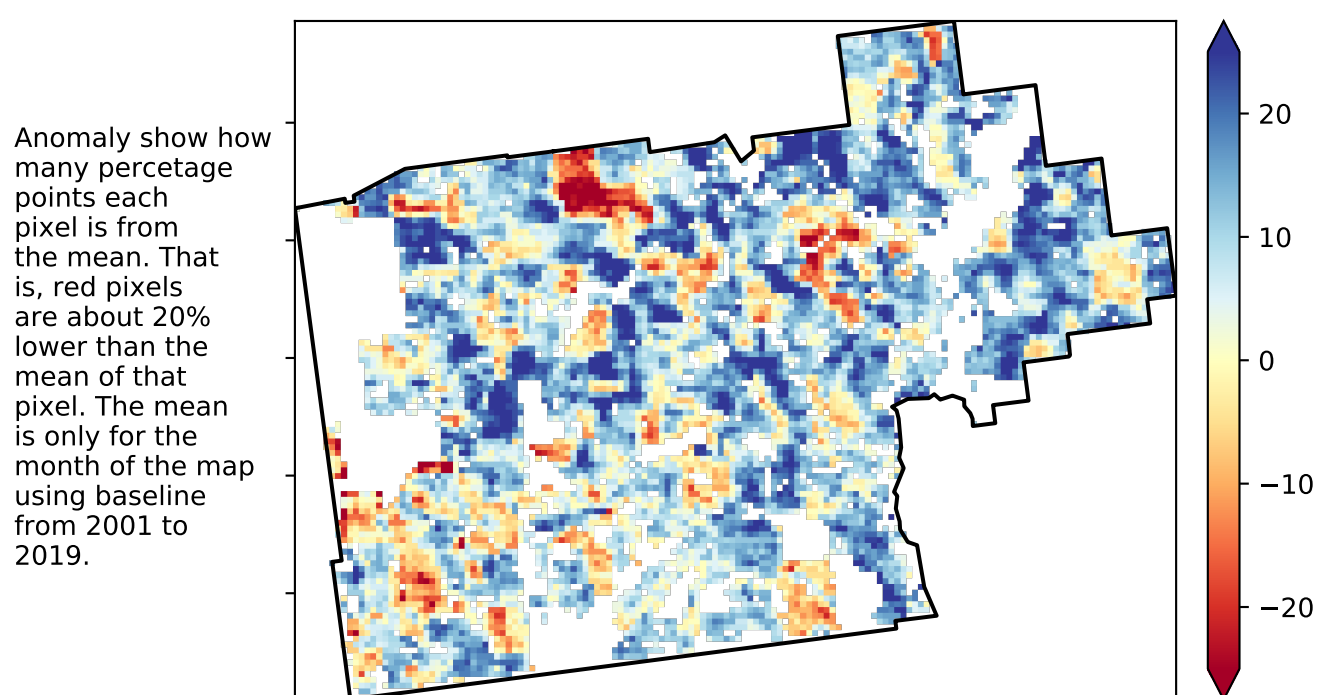 Anomaly show how
many percetage
points each
pixel is from
the mean. That
is, red pixels
are about 20%
lower than the
mean of that
pixel. The mean
is only for the
month of the map
using baseline
from 2001 to
2019.
20
10
0
−10
−20